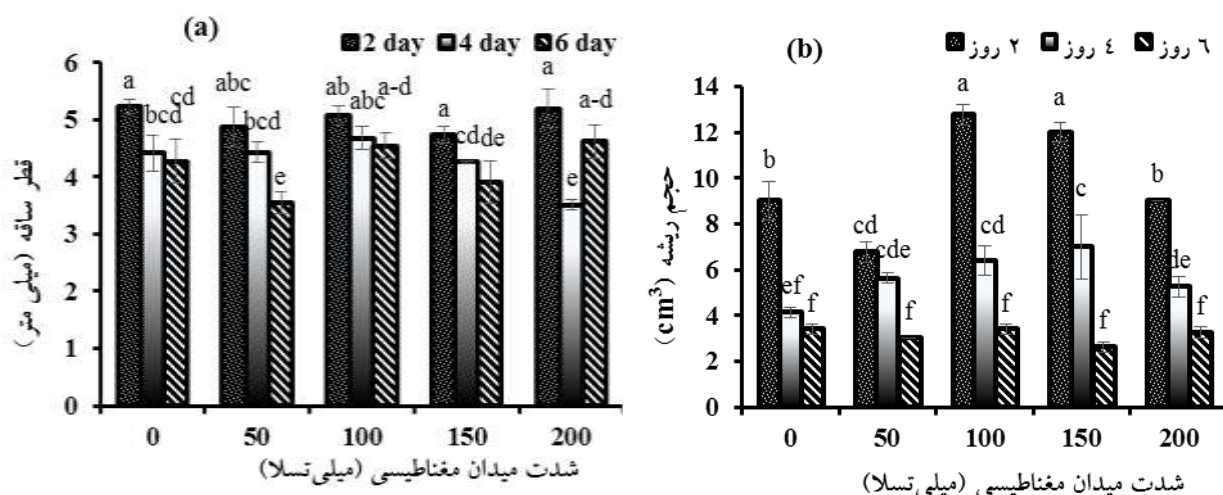 (a)
2 day 4 day 6 day
قطر ساقه (میلی متر)
6
5
4
3
2
1
0
a bcd cd
abc bcd e
ab abc a-d
a cd de
a e a-d
0 50 100 150 200
شدت میدان مغناطیسی (میلی‌تسلا)
(b)
۲ روز ٤ روز ٦ روز
حجم ریشه (cm³)
14
12
10
8
6
4
2
0
b ef f
cd cde f
a cd f
a c f
b de f
0 50 100 150 200
شدت میدان مغناطیسی (میلی‌تسلا)